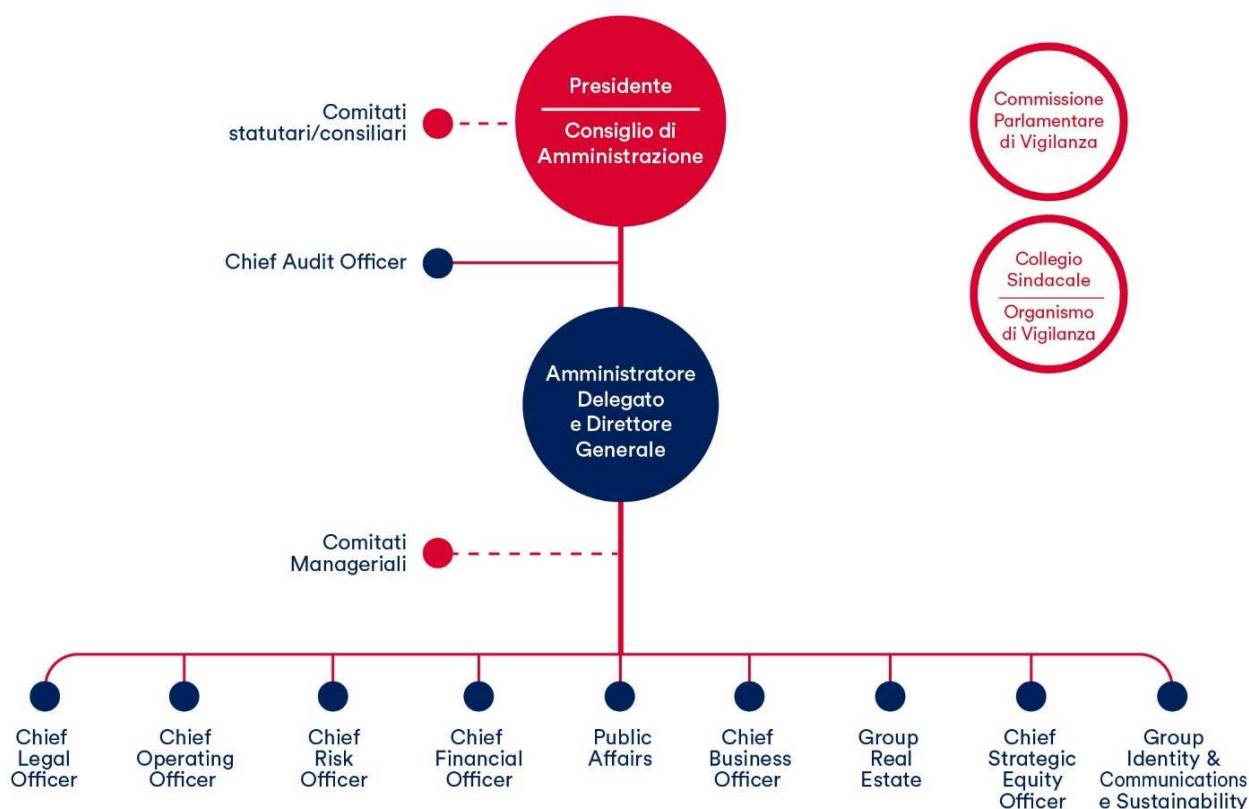 Presidente
Consiglio di
Amministrazione
Comitati
statutari/consiliari
Commissione
Parlamentare
di Vigilanza
Chief Audit Officer
Collegio
Sindacale
Organismo
di Vigilanza
Amministratore
Delegato
e Direttore
Generale
Comitati
Manageriali
Chief
Legal
Officer
Chief
Operating
Officer
Chief
Risk
Officer
Chief
Financial
Officer
Public
Affairs
Chief
Business
Officer
Group
Real
Estate
Chief
Strategic
Equity
Officer
Group
Identity &
Communications
e Sustainability